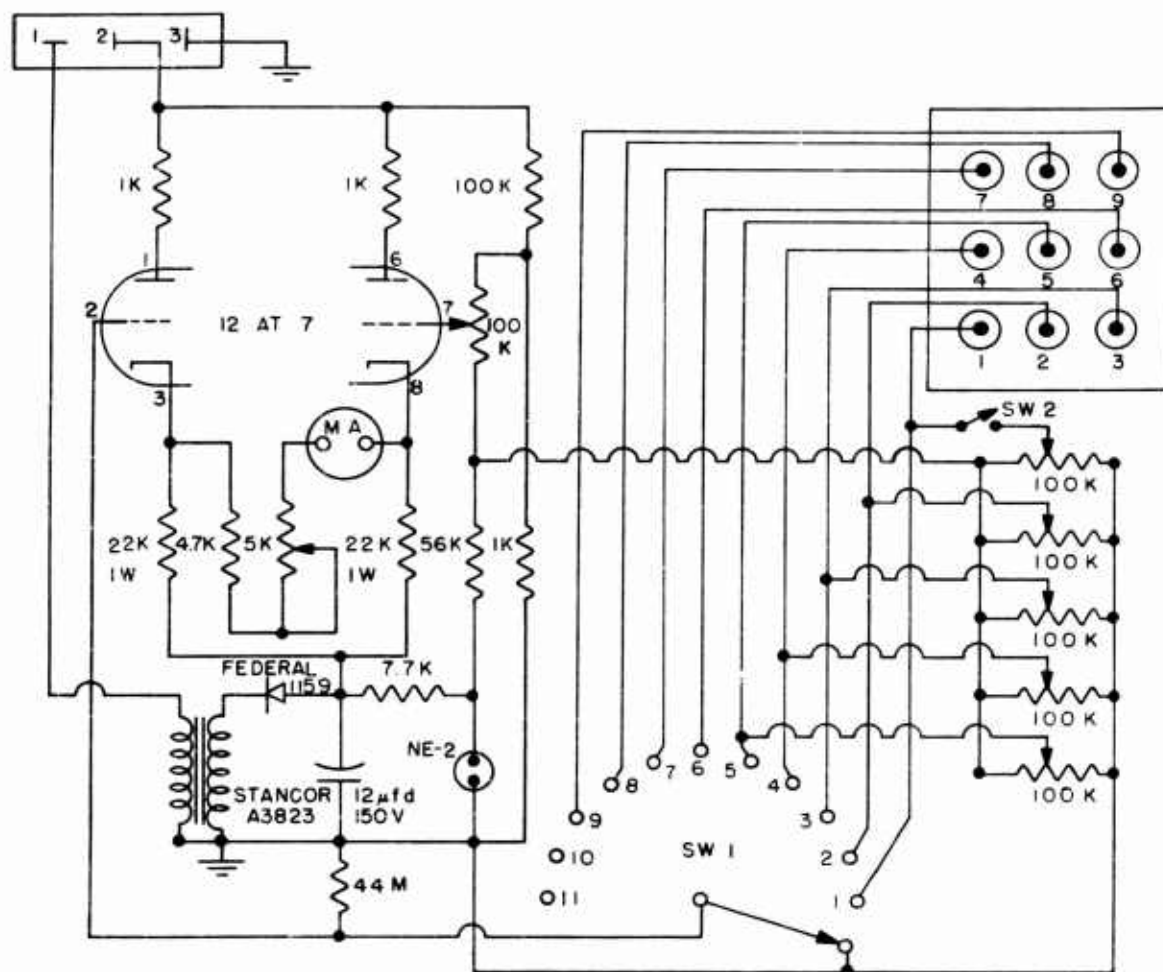 1 2 3
1K 1K 100K
7 8 9
4 5 6
1 2 3
1 6
2 12 AT 7 7 100
K
3 8
MA
SW 2
100K
100K
100K
100K
100K
22K 4.7K 5K 22K 56K 1K
1W 1W
FEDERAL
1159
7.7K
NE-2
STANCOR
A3823
12μfd
150V
44M
SW 1
1
2
3
4
5
6
7
8
9
10
11